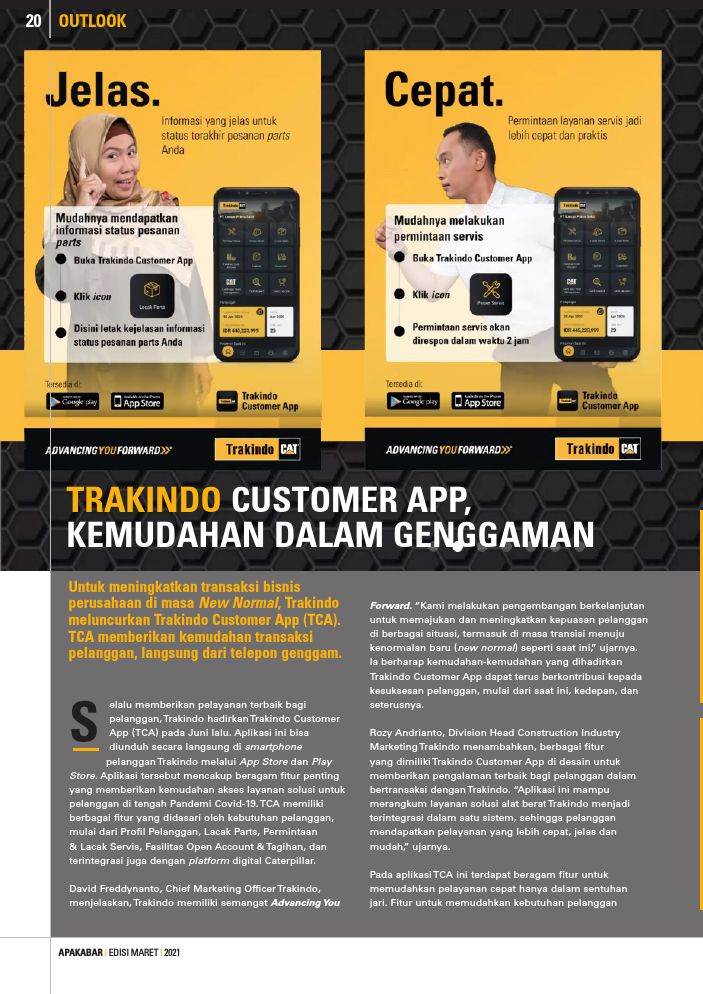 20 OUTLOOK
Jelas.
Informasi yang jelas untuk
status terakhir pesanan parts
Anda
Mudahnya mendapatkan
informasi status pesanan
parts
Buka Trakindo Customer App
Klik icon
Lacak Parts
Disini letak kejelasan informasi
status pesanan parts Anda
Tersedia di:
Google play
App Store
Trakindo
Customer App
ADVANCING YOU FORWARD
Trakindo CAT
Cepat.
Permintaan layanan servis jadi
lebih cepat dan praktis
Mudahnya melakukan
permintaan servis
Buka Trakindo Customer App
Klik icon
Pesan Servis
Permintaan servis akan
direspon dalam waktu 2 jam
Tersedia di:
Google play
App Store
Trakindo
Customer App
ADVANCING YOU FORWARD
Trakindo CAT
TRAKINDO CUSTOMER APP,
KEMUDAHAN DALAM GENGGAMAN
Untuk meningkatkan transaksi bisnis
perusahaan di masa New Normal, Trakindo
meluncurkan Trakindo Customer App (TCA).
TCA memberikan kemudahan transaksi
pelanggan, langsung dari telepon genggam.
Selalu memberikan pelayanan terbaik bagi
pelanggan, Trakindo hadirkan Trakindo Customer
App (TCA) pada Juni lalu. Aplikasi ini bisa
diunduh secara langsung di smartphone
pelanggan Trakindo melalui App Store dan Play
Store. Aplikasi tersebut mencakup beragam fitur penting
yang memberikan kemudahan akses layanan solusi untuk
pelanggan di tengah Pandemi Covid-19. TCA memiliki
berbagai fitur yang didasari oleh kebutuhan pelanggan,
mulai dari Profil Pelanggan, Lacak Parts, Permintaan
& Lacak Servis, Fasilitas Open Account & Tagihan, dan
terintegrasi juga dengan platform digital Caterpillar.
David Freddynanto, Chief Marketing Officer Trakindo,
menjelaskan, Trakindo memiliki semangat Advancing You
Forward. “Kami melakukan pengembangan berkelanjutan
untuk memajukan dan meningkatkan kepuasan pelanggan
di berbagai situasi, termasuk di masa transisi menuju
kenormalan baru (new normal) seperti saat ini,” ujarnya.
Ia berharap kemudahan-kemudahan yang dihadirkan
Trakindo Customer App dapat terus berkontribusi kepada
kesuksesan pelanggan, mulai dari saat ini, kedepan, dan
seterusnya.
Rozy Andrianto, Division Head Construction Industry
Marketing Trakindo menambahkan, berbagai fitur
yang dimiliki Trakindo Customer App di desain untuk
memberikan pengalaman terbaik bagi pelanggan dalam
bertransaksi dengan Trakindo. “Aplikasi ini mampu
merangkum layanan solusi alat berat Trakindo menjadi
terintegrasi dalam satu sistem, sehingga pelanggan
mendapatkan pelayanan yang lebih cepat, jelas dan
mudah,” ujarnya.
Pada aplikasi TCA ini terdapat beragam fitur untuk
memudahkan pelayanan cepat hanya dalam sentuhan
jari. Fitur untuk memudahkan kebutuhan pelanggan
APAKABAR | EDISI MARET | 2021